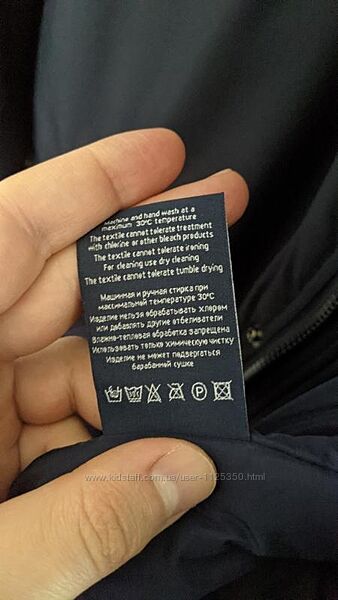 Machine and hand wash at a
maximum 30°C temperature
The textile cannot tolerate treatment
with chlorine or other bleach products
The textile cannot tolerate ironing
For cleaning use dry cleaning
The textile cannot tolerate tumble drying
Машинная и ручная стирка при
максимальной температуре 30°C
Изделие нельзя обрабатывать хлором
или добавлять другие отбеливатели
Влажно-тепловая обработка запрещена
Использовать только химическую чистку
Изделие не может подвергаться
барабанной сушке
P
www.kidstaff.com.ua/user-1125350.html